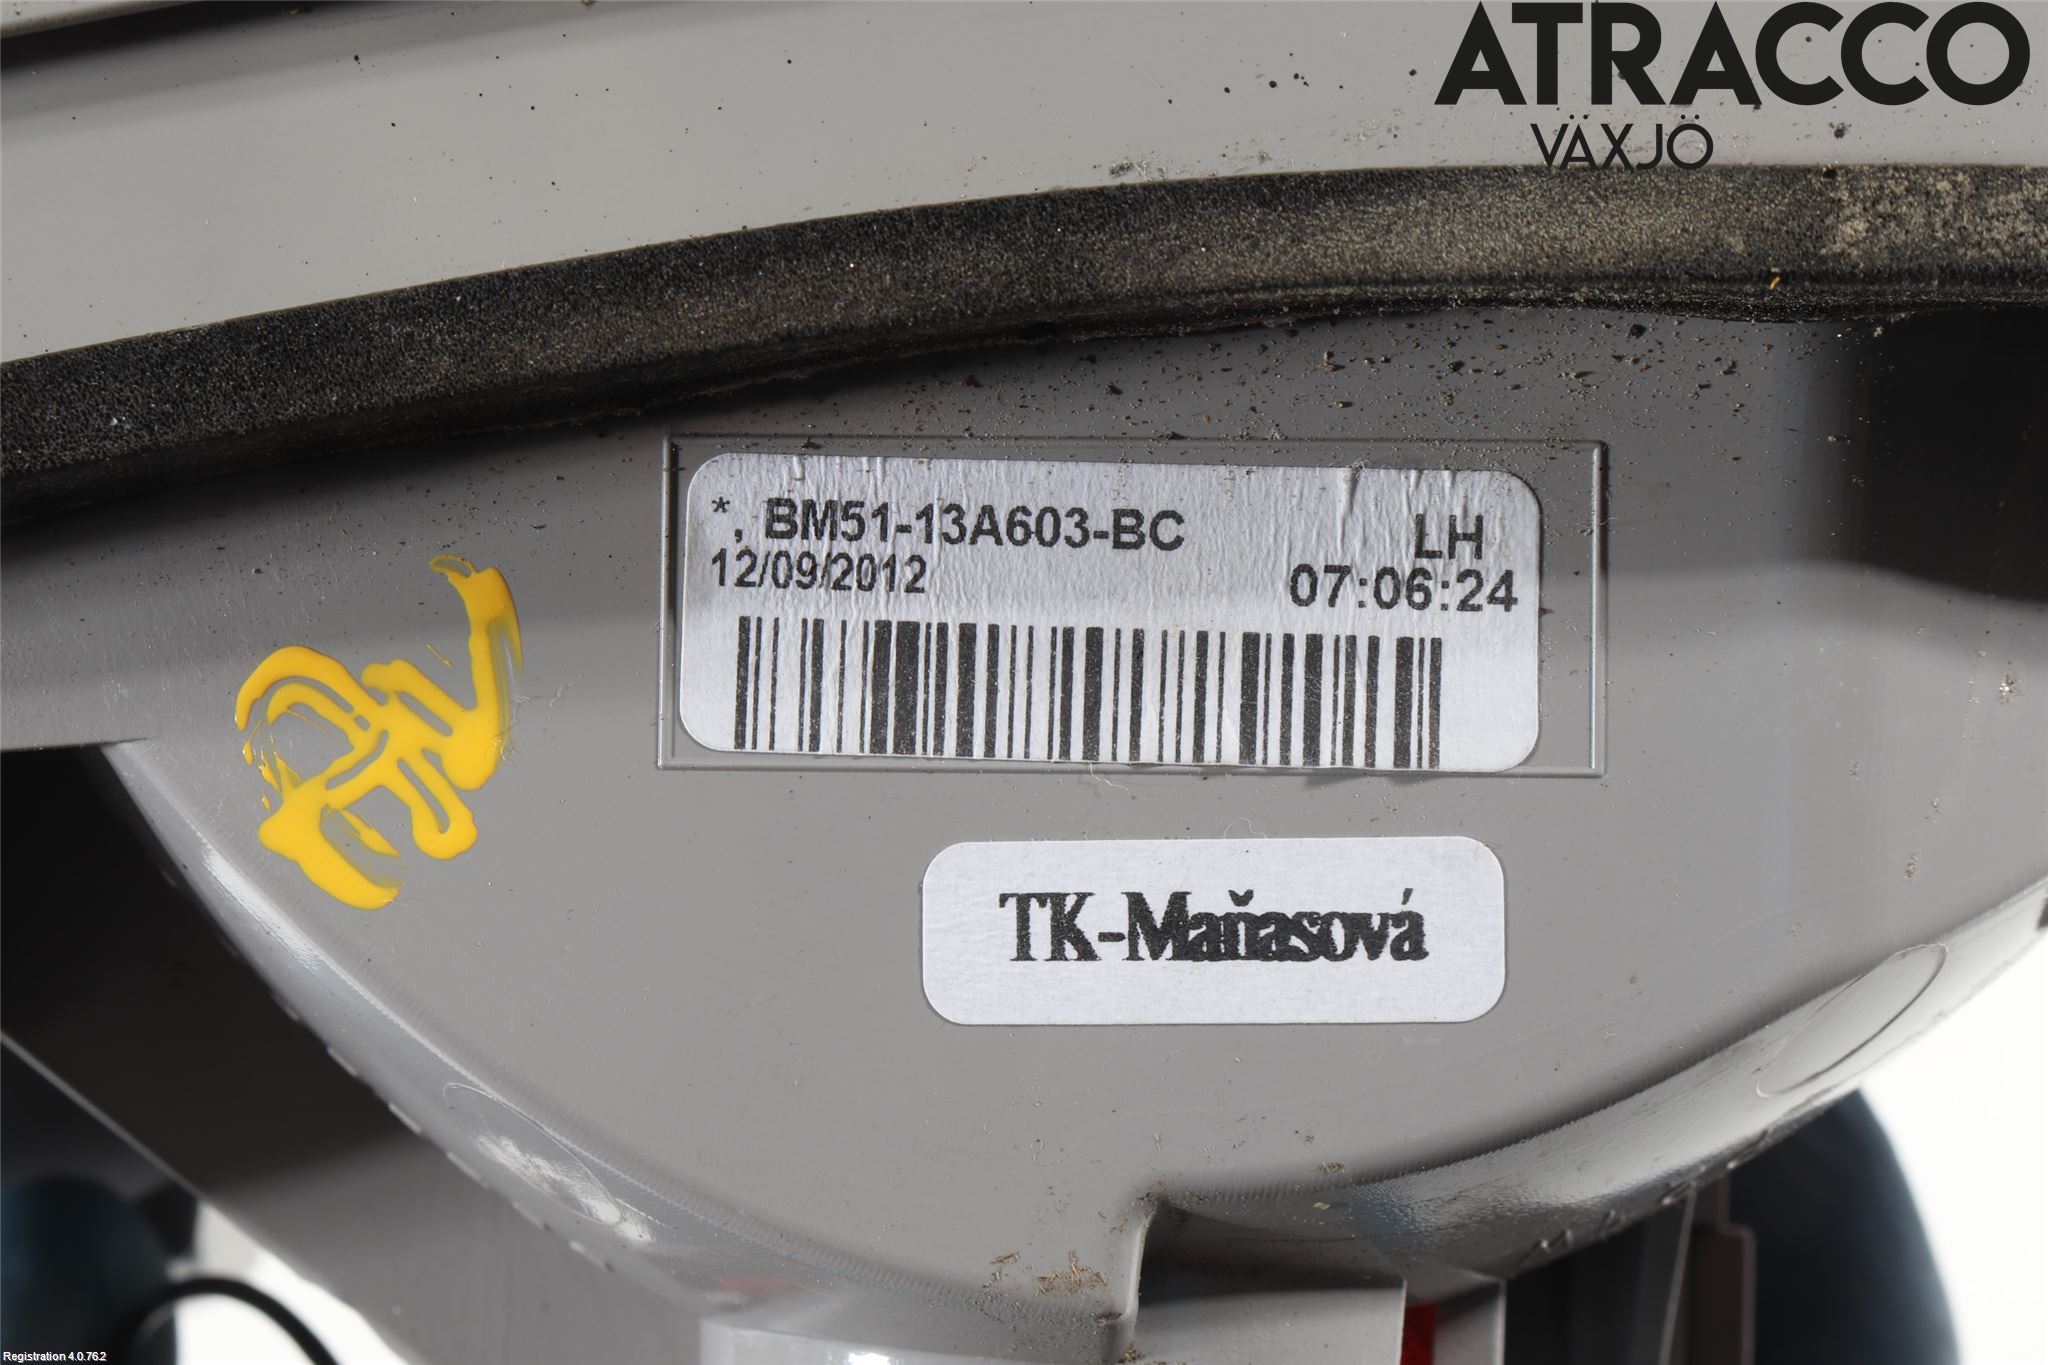 ATRACCO
VÄXJÖ
*, BM51-13A603-BC LH
12/09/2012 07:06:24
TK-Maňasová
Registration 4.0.76.2